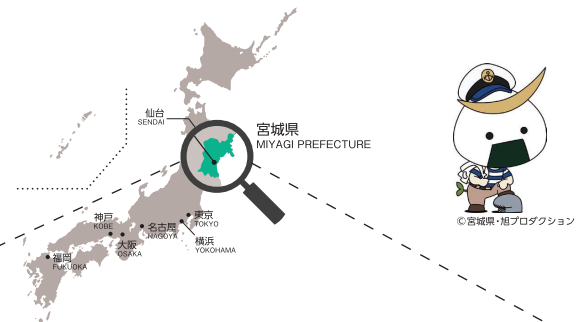 仙台
SENDAI
宮城県
MIYAGI PREFECTURE
©宮城県・旭プロダクション
神戸
KOBE
大阪
OSAKA
名古屋
NAGOYA
東京
TOKYO
横浜
YOKOHAMA
福岡
FUKUOKA